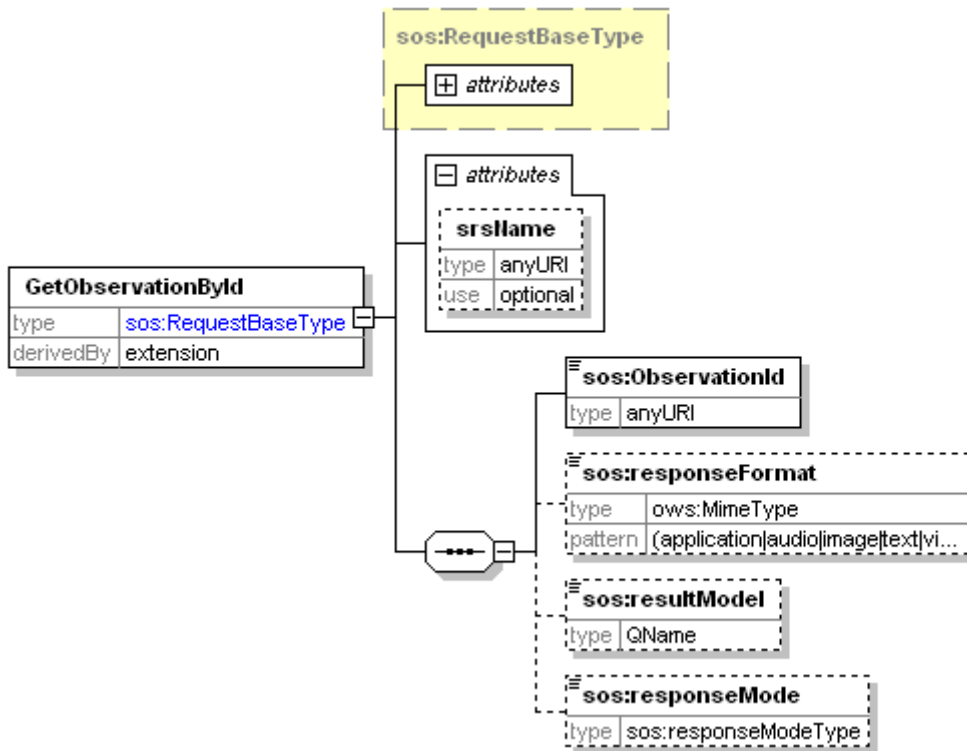 sos:RequestBaseType
attributes
attributes
srsName
type anyURI
use optional
GetObservationById
type sos:RequestBaseType
derivedBy extension
sos:ObservationId
type anyURI
sos:responseFormat
type ows:MimeType
pattern (application|audio|image|text|vi...
sos:resultModel
type QName
sos:responseMode
type sos:responseModeType